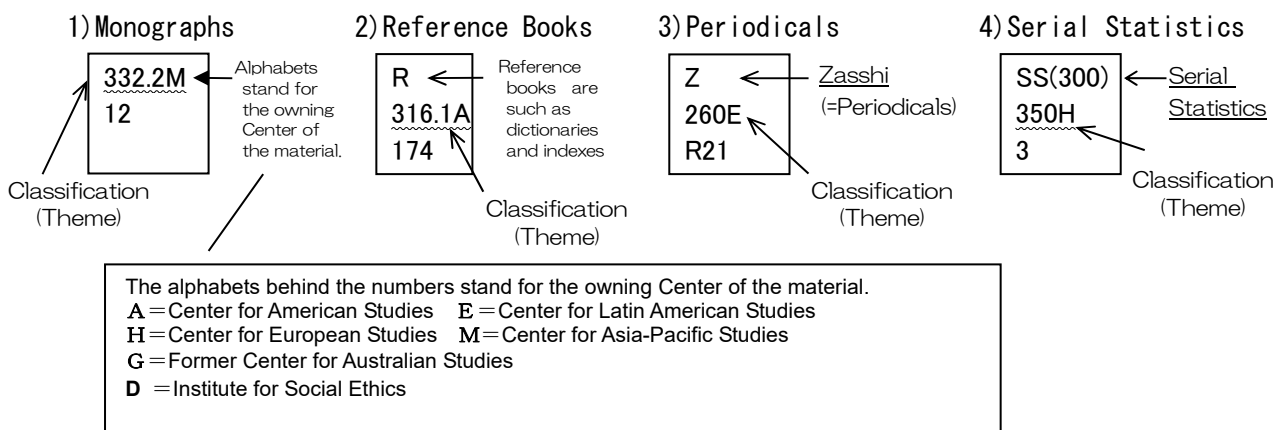 1)Monographs
332.2M
12
Alphabets
stand for
the owning
Center of
the material.
Classification
(Theme)
2)Reference Books
R
316.1A
174
Reference
books are
such as
dictionaries
and indexes
Classification
(Theme)
3)Periodicals
Z
260E
R21
Zasshi
(=Periodicals)
Classification
(Theme)
4)Serial Statistics
SS(300)
350H
3
Serial
Statistics
Classification
(Theme)
The alphabets behind the numbers stand for the owning Center of the material.
A＝Center for American Studies E＝Center for Latin American Studies
H＝Center for European Studies M＝Center for Asia-Pacific Studies
G＝Former Center for Australian Studies
D ＝Institute for Social Ethics